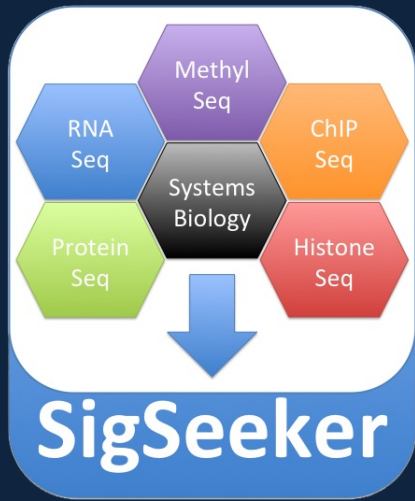 Methyl
Seq
RNA
Seq
ChIP
Seq
Systems
Biology
Protein
Seq
Histone
Seq
SigSeeker